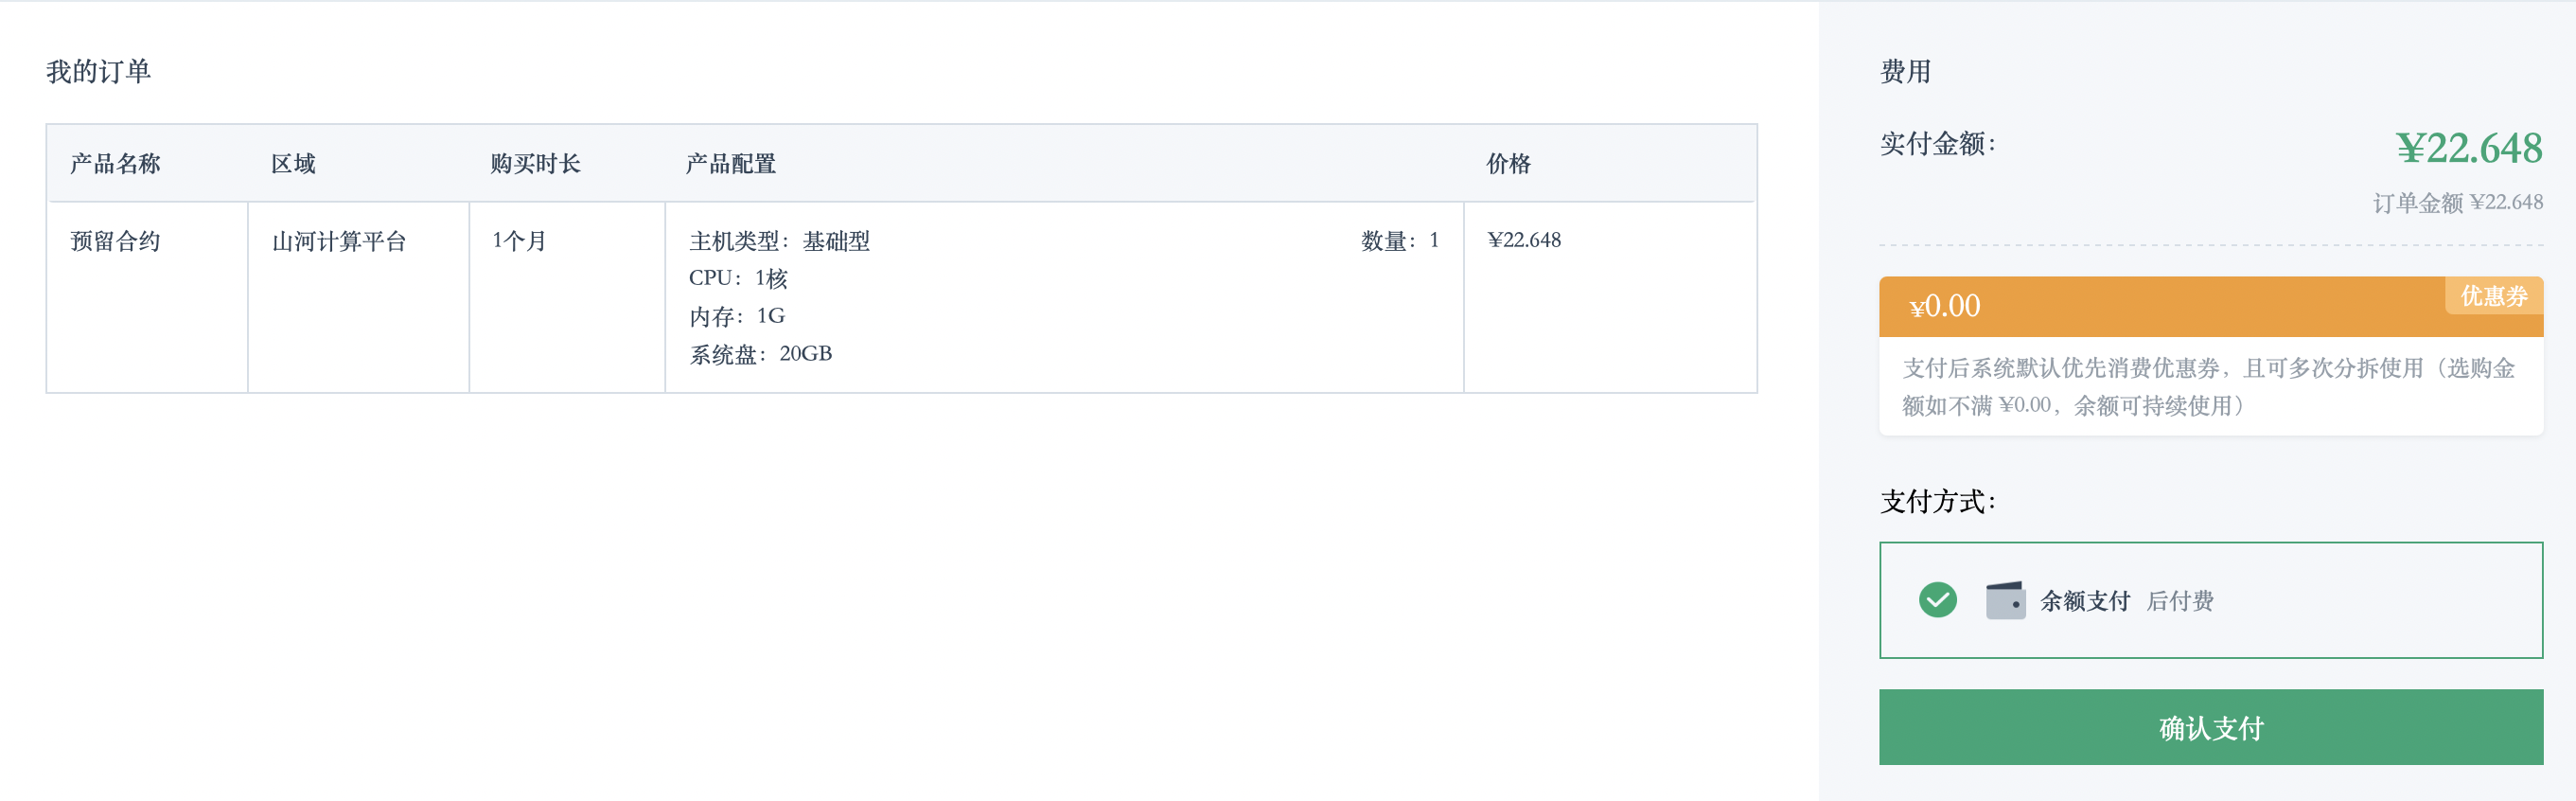 我的订单
产品名称 区域 购买时长 产品配置 价格
预留合约 山河计算平台 1个月 主机类型：基础型 数量：1 ¥22.648
CPU：1核
内存：1G
系统盘：20GB
费用
实付金额： ¥22.648
订单金额 ¥22.648
¥0.00 优惠券
支付后系统默认优先消费优惠券，且可多次分拆使用（选购金
额如不满 ¥0.00，余额可持续使用）
支付方式：
余额支付 后付费
确认支付